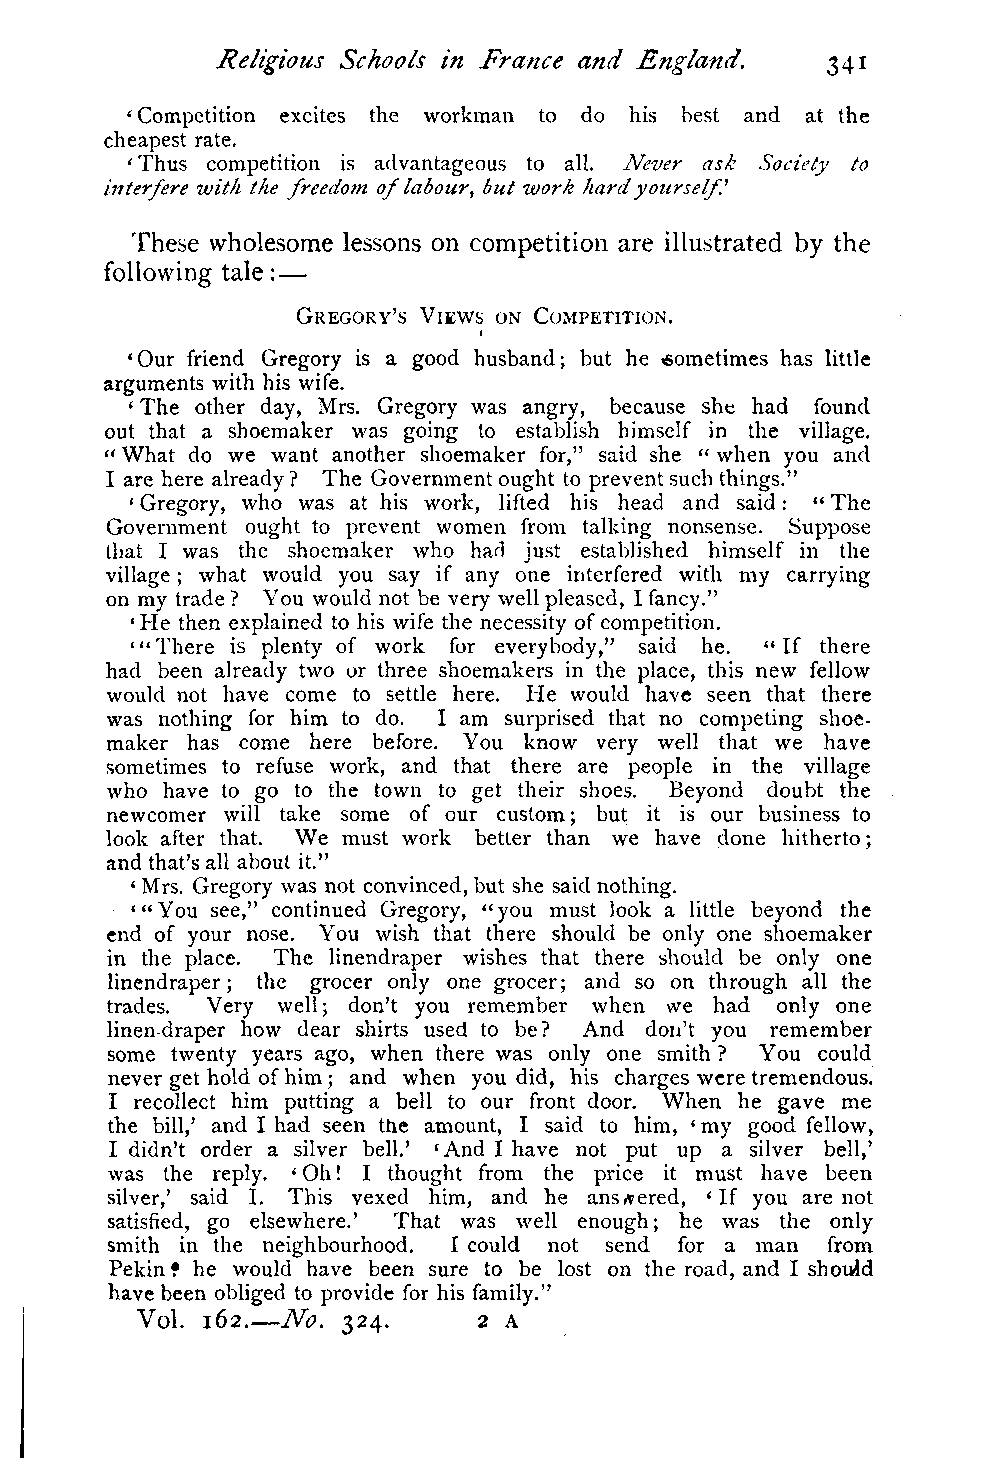 Religious Schools in France and England. 341
‘Competition excites the workman to do his best and at the
cheapest rate.
‘Thus competition is advantageous to all. Never ask Society to
interfere with the freedom of labour, but work hard yourself.’
These wholesome lessons on competition are illustrated by the
following tale:—
GREGORY’S VIEWS ON COMPETITION.
‘Our friend Gregory is a good husband; but he sometimes has little
arguments with his wife.
‘The other day, Mrs. Gregory was angry, because she had found
out that a shoemaker was going to establish himself in the village.
“What do we want another shoemaker for,” said she “when you and
I are here already? The Government ought to prevent such things.”
‘Gregory, who was at his work, lifted his head and said: “The
Government ought to prevent women from talking nonsense. Suppose
that I was the shoemaker who had just established himself in the
village; what would you say if any one interfered with my carrying
on my trade? You would not be very well pleased, I fancy.”
‘He then explained to his wife the necessity of competition.
‘“There is plenty of work for everybody,” said he. “If there
had been already two or three shoemakers in the place, this new fellow
would not have come to settle here. He would have seen that there
was nothing for him to do. I am surprised that no competing shoe-
maker has come here before. You know very well that we have
sometimes to refuse work, and that there are people in the village
who have to go to the town to get their shoes. Beyond doubt the
newcomer will take some of our custom; but it is our business to
look after that. We must work better than we have done hitherto;
and that’s all about it.”
‘Mrs. Gregory was not convinced, but she said nothing.
‘“You see,” continued Gregory, “you must look a little beyond the
end of your nose. You wish that there should be only one shoemaker
in the place. The linendraper wishes that there should be only one
linendraper; the grocer only one grocer; and so on through all the
trades. Very well; don’t you remember when we had only one
linen-draper how dear shirts used to be? And don’t you remember
some twenty years ago, when there was only one smith? You could
never get hold of him; and when you did, his charges were tremendous.
I recollect him putting a bell to our front door. When he gave me
the bill,’ and I had seen the amount, I said to him, ‘my good fellow,
I didn’t order a silver bell.’ ‘And I have not put up a silver bell,’
was the reply. ‘Oh! I thought from the price it must have been
silver,’ said I. This vexed him, and he answered, ‘If you are not
satisfied, go elsewhere.’ That was well enough; he was the only
smith in the neighbourhood. I could not send for a man from
Pekin! he would have been sure to be lost on the road, and I should
have been obliged to provide for his family.”
Vol. 162.—No. 324. 2 A